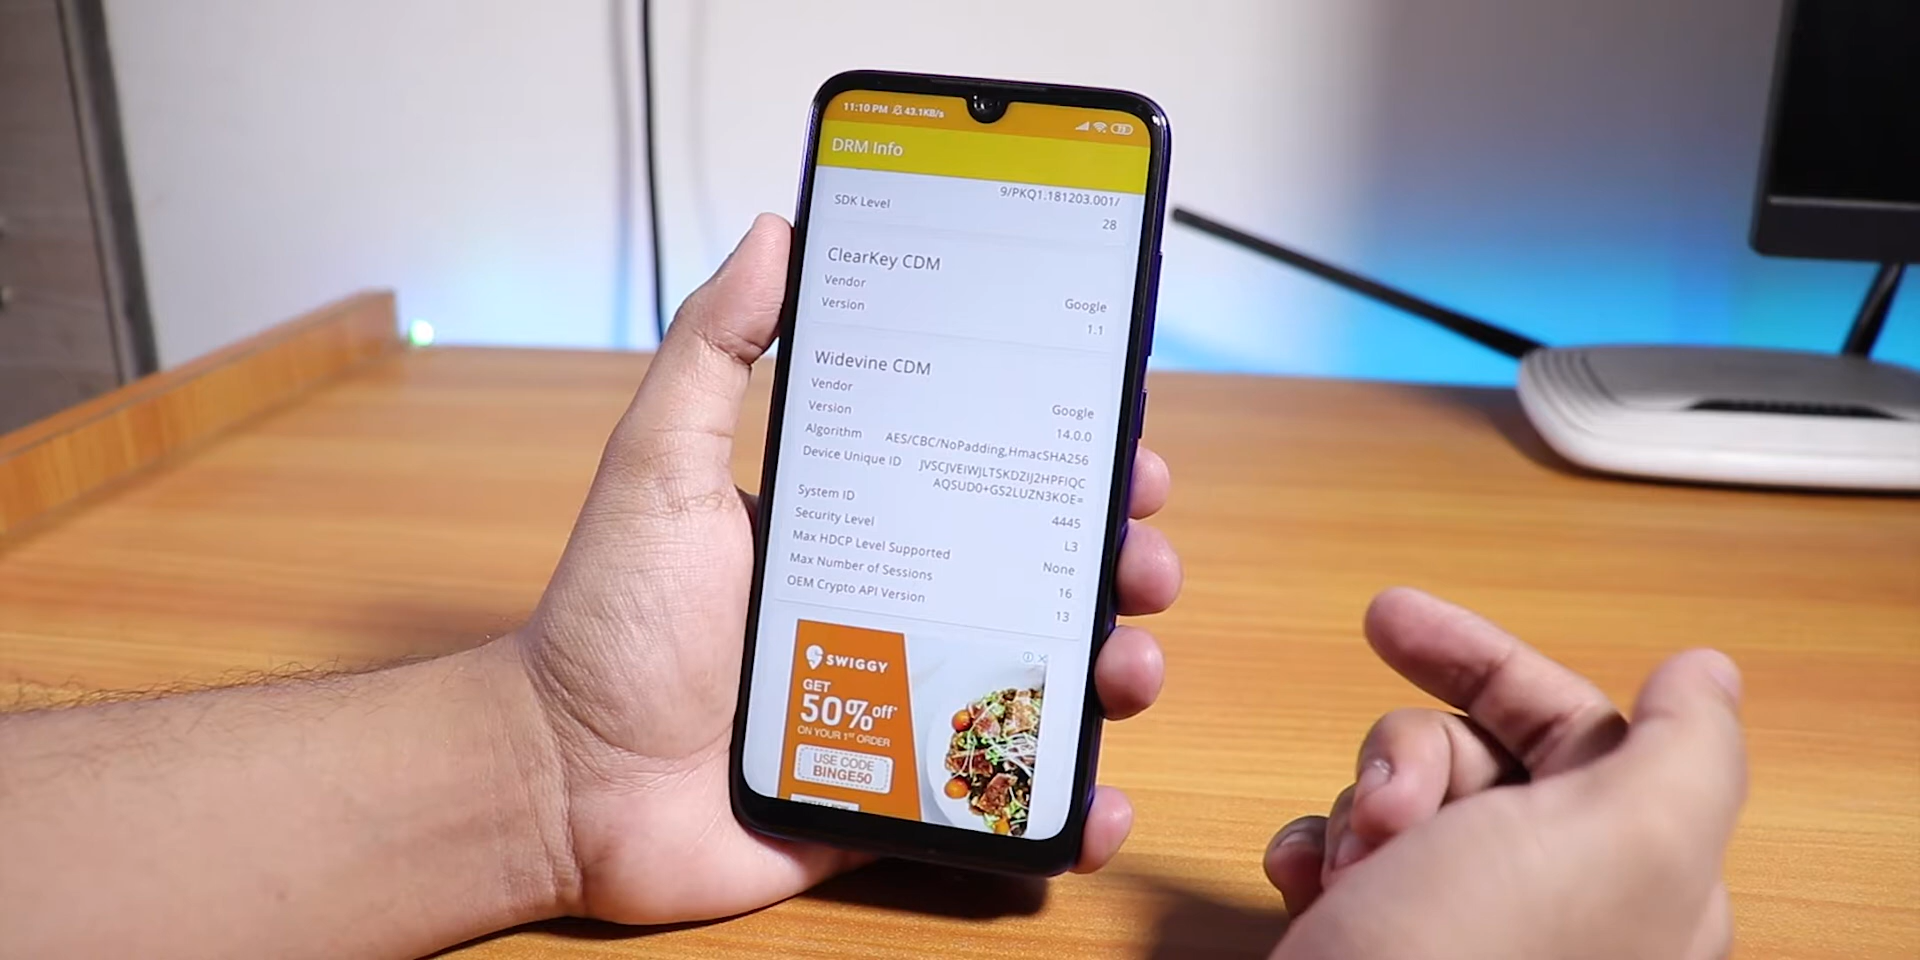 11:10 PM 43.1KB/s
DRM Info
9/PKQ1.181203.001/
SDK Level 28
ClearKey CDM
Vendor Google
Version 1.1
Widevine CDM
Vendor Google
Version 14.0.0
Algorithm AES/CBC/NoPadding,HmacSHA256
Device Unique ID JVSCJVEIWJLTSKDZIJ2HPFIQC
AQSUD0+GS2LUZN3KOE=
System ID 4445
Security Level L3
Max HDCP Level Supported None
Max Number of Sessions 16
OEM Crypto API Version 13
SWIGGY
GET
50% off*
ON YOUR 1ST ORDER
USE CODE
BINGE50